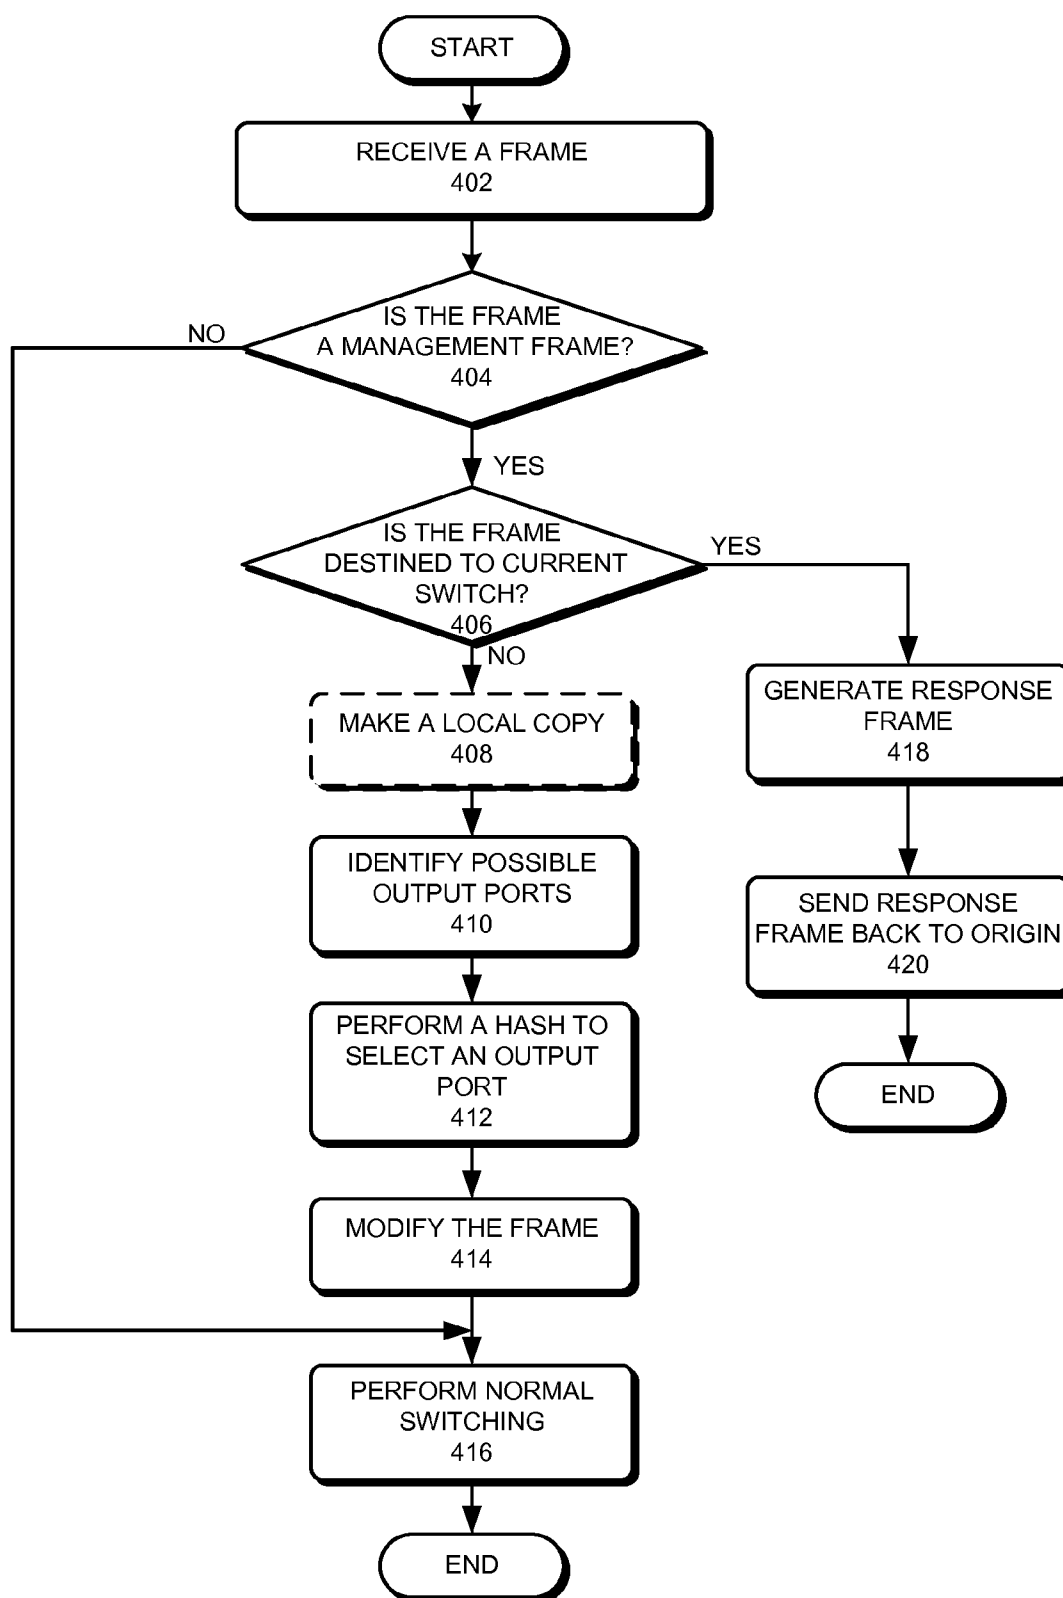 START
RECEIVE A FRAME
402
IS THE FRAME
A MANAGEMENT FRAME?
404
NO
YES
IS THE FRAME
DESTINED TO CURRENT
SWITCH?
406
YES
NO
MAKE A LOCAL COPY
408
IDENTIFY POSSIBLE
OUTPUT PORTS
410
PERFORM A HASH TO
SELECT AN OUTPUT
PORT
412
MODIFY THE FRAME
414
PERFORM NORMAL
SWITCHING
416
END
GENERATE RESPONSE
FRAME
418
SEND RESPONSE
FRAME BACK TO ORIGIN
420
END